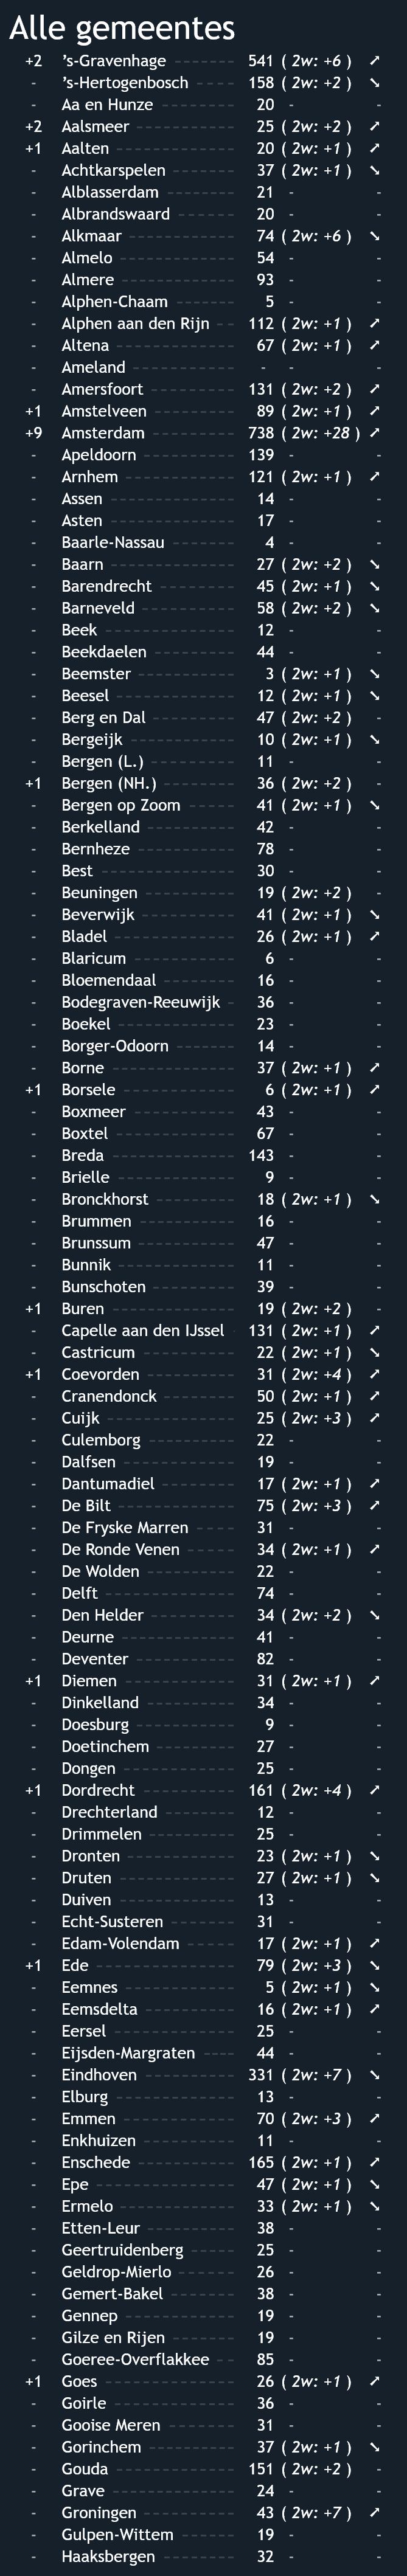 Alle gemeentes
+2 's-Gravenhage 541 ( 2w: +6 ) ↗
- 's-Hertogenbosch 158 ( 2w: +2 ) ↘
- Aa en Hunze 20 - -
+2 Aalsmeer 25 ( 2w: +2 ) ↗
+1 Aalten 20 ( 2w: +1 ) ↗
- Achtkarspelen 37 ( 2w: +1 ) ↘
- Alblasserdam 21 - -
- Albrandswaard 20 - -
- Alkmaar 74 ( 2w: +6 ) ↘
- Almelo 54 - -
- Almere 93 - -
- Alphen-Chaam 5 - -
- Alphen aan den Rijn 112 ( 2w: +1 ) ↗
- Altena 67 ( 2w: +1 ) ↗
- Ameland - - -
- Amersfoort 131 ( 2w: +2 ) ↗
+1 Amstelveen 89 ( 2w: +1 ) ↗
+9 Amsterdam 738 ( 2w: +28 ) ↗
- Apeldoorn 139 - -
- Arnhem 121 ( 2w: +1 ) ↗
- Assen 14 - -
- Asten 17 - -
- Baarle-Nassau 4 - -
- Baarn 27 ( 2w: +2 ) ↘
- Barendrecht 45 ( 2w: +1 ) ↘
- Barneveld 58 ( 2w: +2 ) ↘
- Beek 12 - -
- Beekdaelen 44 - -
- Beemster 3 ( 2w: +1 ) ↘
- Beesel 12 ( 2w: +1 ) ↘
- Berg en Dal 47 ( 2w: +2 ) -
- Bergeijk 10 ( 2w: +1 ) ↘
- Bergen (L.) 11 - -
+1 Bergen (NH.) 36 ( 2w: +2 ) -
- Bergen op Zoom 41 ( 2w: +1 ) ↘
- Berkelland 42 - -
- Bernheze 78 - -
- Best 30 - -
- Beuningen 19 ( 2w: +2 ) -
- Beverwijk 41 ( 2w: +1 ) ↘
- Bladel 26 ( 2w: +1 ) ↗
- Blaricum 6 - -
- Bloemendaal 16 - -
- Bodegraven-Reeuwijk 36 - -
- Boekel 23 - -
- Borger-Odoorn 14 - -
- Borne 37 ( 2w: +1 ) ↗
+1 Borsele 6 ( 2w: +1 ) ↗
- Boxmeer 43 - -
- Boxtel 67 - -
- Breda 143 - -
- Brielle 9 - -
- Bronckhorst 18 ( 2w: +1 ) ↘
- Brummen 16 - -
- Brunssum 47 - -
- Bunnik 11 - -
- Bunschoten 39 - -
+1 Buren 19 ( 2w: +2 ) -
- Capelle aan den IJssel 131 ( 2w: +1 ) ↗
- Castricum 22 ( 2w: +1 ) ↘
+1 Coevorden 31 ( 2w: +4 ) ↗
- Cranendonck 50 ( 2w: +1 ) ↗
- Cuijk 25 ( 2w: +3 ) ↗
- Culemborg 22 - -
- Dalfsen 19 - -
- Dantumadiel 17 ( 2w: +1 ) ↗
- De Bilt 75 ( 2w: +3 ) ↗
- De Fryske Marren 31 - -
- De Ronde Venen 34 ( 2w: +1 ) ↗
- De Wolden 22 - -
- Delft 74 - -
- Den Helder 34 ( 2w: +2 ) ↘
- Deurne 41 - -
- Deventer 82 - -
+1 Diemen 31 ( 2w: +1 ) ↗
- Dinkelland 34 - -
- Doesburg 9 - -
- Doetinchem 27 - -
- Dongen 25 - -
+1 Dordrecht 161 ( 2w: +4 ) ↗
- Drechterland 12 - -
- Drimmelen 25 - -
- Dronten 23 ( 2w: +1 ) ↘
- Druten 27 ( 2w: +1 ) ↘
- Duiven 13 - -
- Echt-Susteren 31 - -
- Edam-Volendam 17 ( 2w: +1 ) ↗
+1 Ede 79 ( 2w: +3 ) ↘
- Eemnes 5 ( 2w: +1 ) ↘
- Eemsdelta 16 ( 2w: +1 ) ↗
- Eersel 25 - -
- Eijsden-Margraten 44 - -
- Eindhoven 331 ( 2w: +7 ) ↘
- Elburg 13 - -
- Emmen 70 ( 2w: +3 ) ↗
- Enkhuizen 11 - -
- Enschede 165 ( 2w: +1 ) ↗
- Epe 47 ( 2w: +1 ) ↘
- Ermelo 33 ( 2w: +1 ) ↘
- Etten-Leur 38 - -
- Geertruidenberg 25 - -
- Geldrop-Mierlo 26 - -
- Gemert-Bakel 38 - -
- Gennep 19 - -
- Gilze en Rijen 19 - -
- Goeree-Overflakkee 85 - -
+1 Goes 26 ( 2w: +1 ) ↗
- Goirle 36 - -
- Gooise Meren 31 - -
- Gorinchem 37 ( 2w: +1 ) ↘
- Gouda 151 ( 2w: +2 ) -
- Grave 24 - -
- Groningen 43 ( 2w: +7 ) ↗
- Gulpen-Wittem 19 - -
- Haaksbergen 32 - -